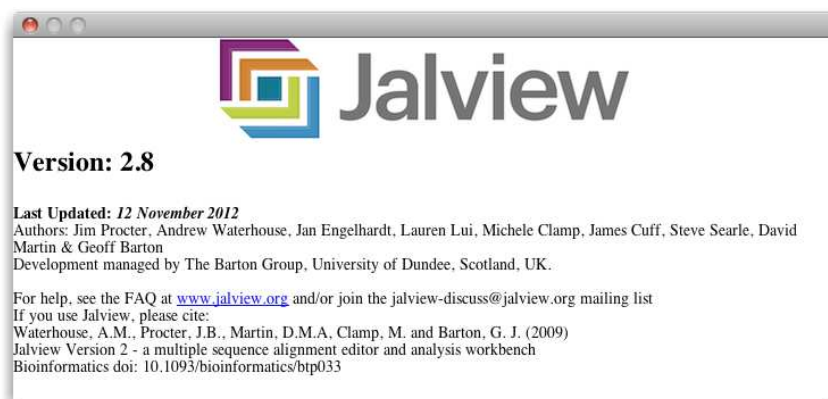 Jalview
Version: 2.8
Last Updated: 12 November 2012
Authors: Jim Procter, Andrew Waterhouse, Jan Engelhardt, Lauren Lui, Michele Clamp, James Cuff, Steve Searle, David
Martin & Geoff Barton
Development managed by The Barton Group, University of Dundee, Scotland, UK.
For help, see the FAQ at www.jalview.org and/or join the jalview-discuss@jalview.org mailing list
If you use Jalview, please cite:
Waterhouse, A.M., Procter, J.B., Martin, D.M.A, Clamp, M. and Barton, G. J. (2009)
Jalview Version 2 - a multiple sequence alignment editor and analysis workbench
Bioinformatics doi: 10.1093/bioinformatics/btp033